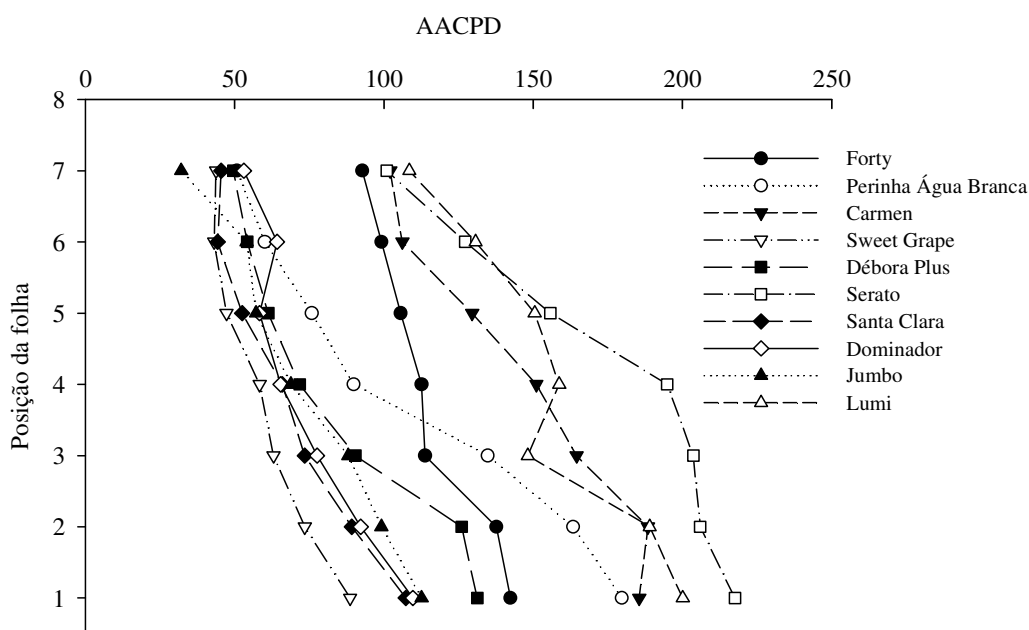 AACPD
0 50 100 150 200 250
8
7
6
5
4
3
2
1
Posição da folha
Forty
Perinha Água Branca
Carmen
Sweet Grape
Débora Plus
Serato
Santa Clara
Dominador
Jumbo
Lumi